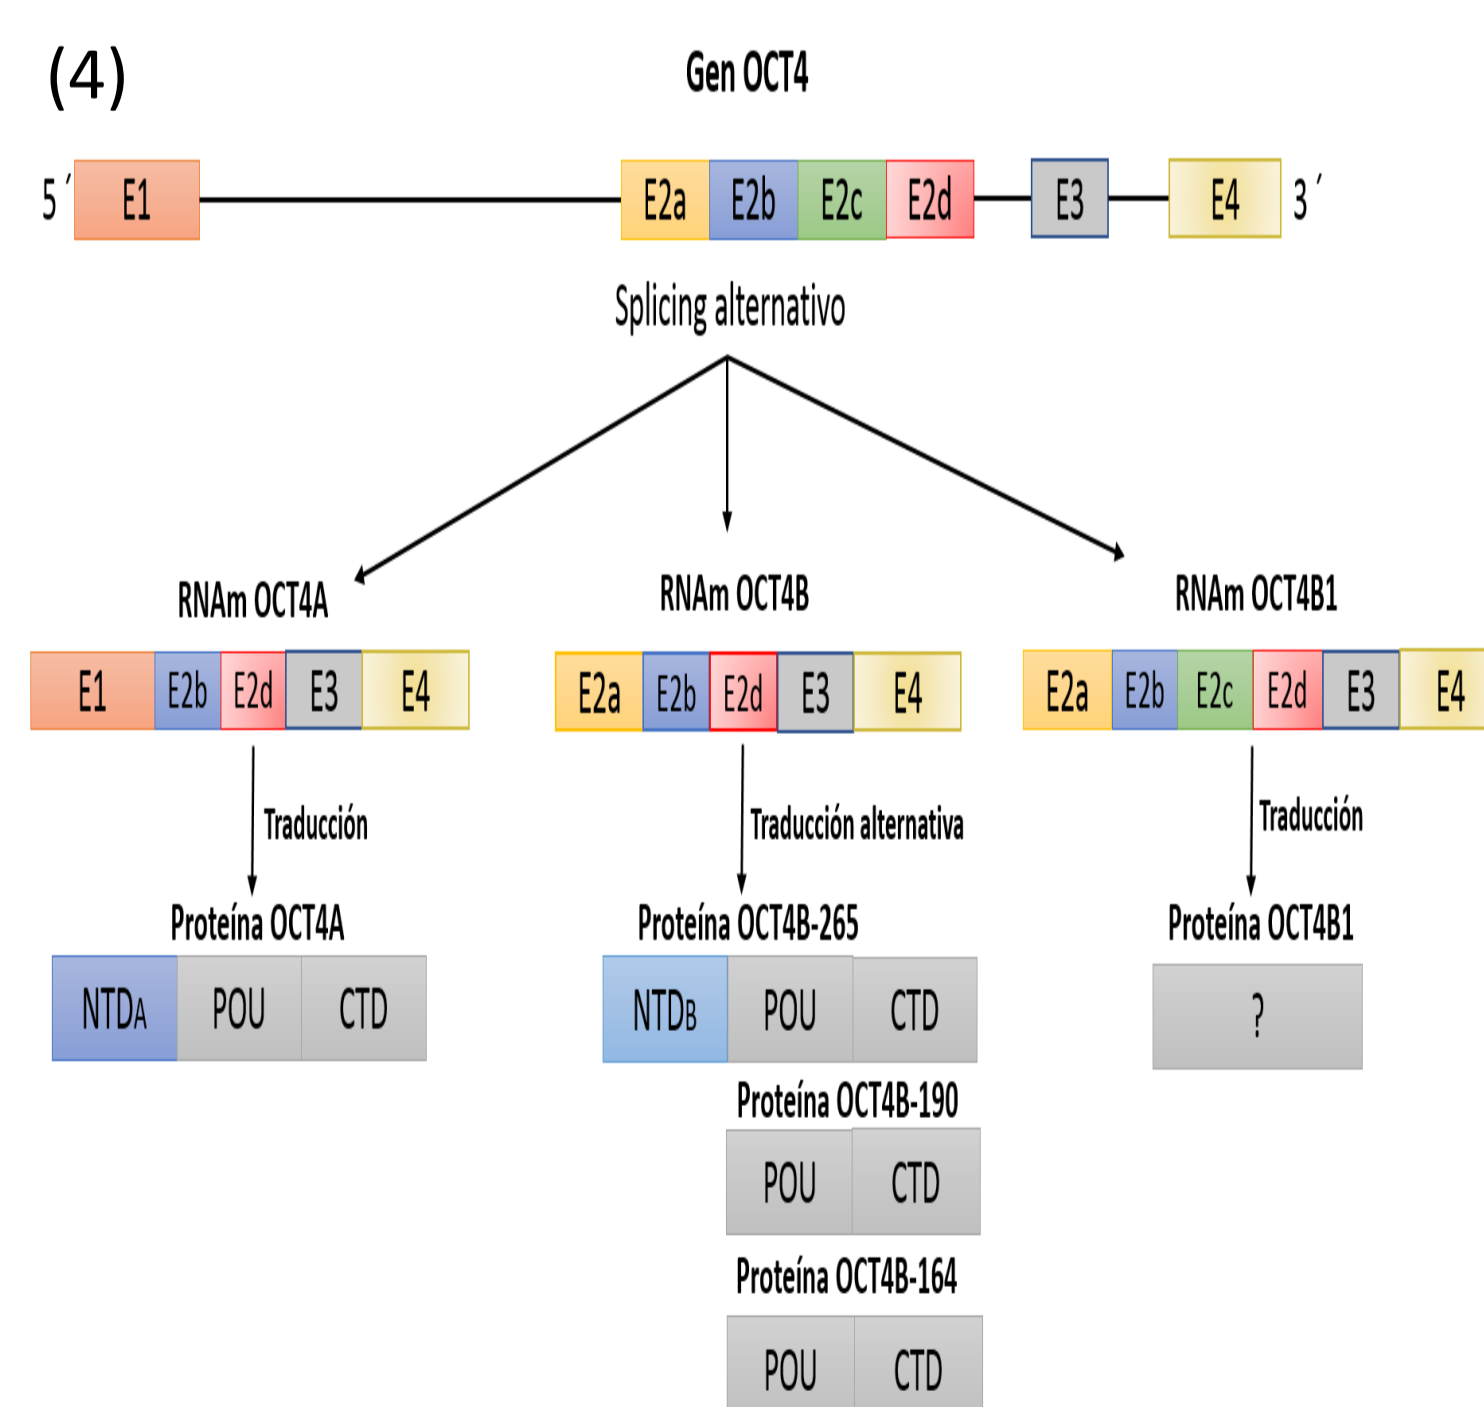 (4)
Gen OCT4
5´ E1 E2a E2b E2c E2d E3 E4 3´
Splicing alternativo
RNAm OCT4A
RNAm OCT4B
RNAm OCT4B1
E1 E2b E2d E3 E4
E2a E2b E2d E3 E4
E2a E2b E2c E2d E3 E4
Traducción
Traducción alternativa
Traducción
Proteína OCT4A
NTDA POU CTD
Proteína OCT4B-265
NTDB POU CTD
Proteína OCT4B-190
POU CTD
Proteína OCT4B-164
POU CTD
Proteína OCT4B1
?